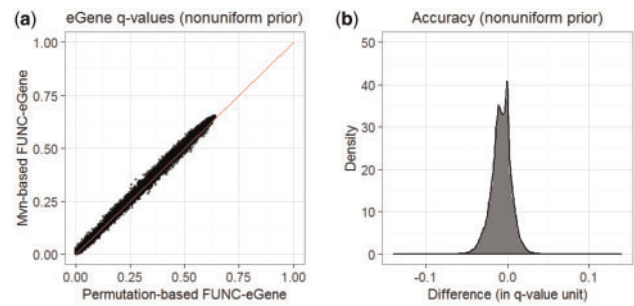 (a) eGene q-values (nonuniform prior)
1.00
0.75
0.50
0.25
0.00
Mvn-based FUNC-eGene
0.00 0.25 0.50 0.75 1.00
Permutation-based FUNC-eGene
(b) Accuracy (nonuniform prior)
50
40
30
20
10
0
Density
-0.1 0.0 0.1
Difference (in q-value unit)